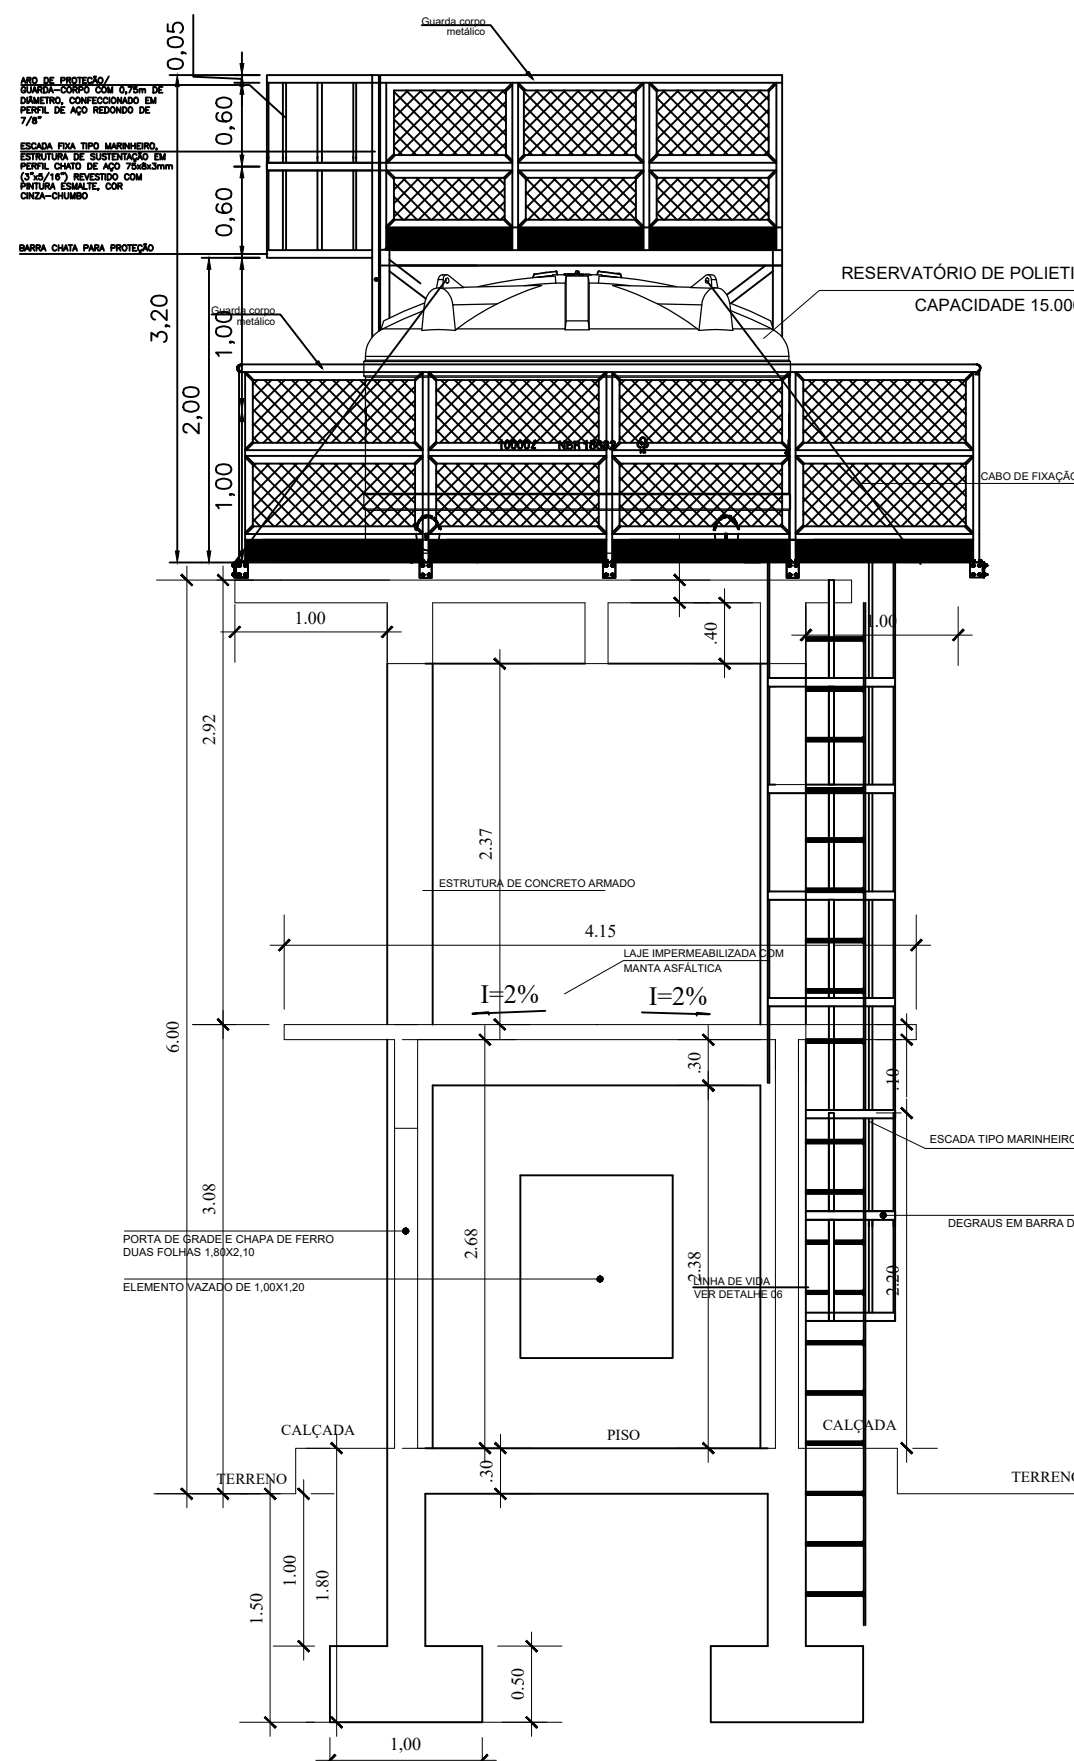 Guarda corpo
metálico
0,05
ARO DE PROTEÇÃO/
GUARDA-CORPO COM 0,75m DE
DIÂMETRO, CONFECCIONADO EM
PERFIL DE AÇO REDONDO DE
7/8"
0,60
ESCADA FIXA TIPO MARINHEIRO,
ESTRUTURA DE SUSTENTAÇÃO EM
PERFIL CHATO DE AÇO 75x8x3mm
(3"x5/16") REVESTIDO COM
PINTURA ESMALTE, COR
CINZA-CHUMBO
0,60
BARRA CHATA PARA PROTEÇÃO
RESERVATÓRIO DE POLIETI
CAPACIDADE 15.000
3,20
Guarda corpo
metálico
1,00
2,00
10000L
CABO DE FIXAÇÃO
1,00
1.00
.40
1.00
2.92
2.37
ESTRUTURA DE CONCRETO ARMADO
4.15
LAJE IMPERMEABILIZADA COM
MANTA ASFÁLTICA
I=2%
I=2%
6.00
.30
.10
ESCADA TIPO MARINHEIRO
3.08
DEGRAUS EM BARRA D
PORTA DE GRADE E CHAPA DE FERRO
DUAS FOLHAS 1,80X2,10
2.68
2.38
ELEMENTO VAZADO DE 1,00X1,20
LINHA DE VIDA
VER DETALHE 06
2.20
CALÇADA
PISO
CALÇADA
TERRENO
.30
TERRENO
1.00
1.80
1.50
0.50
1,00